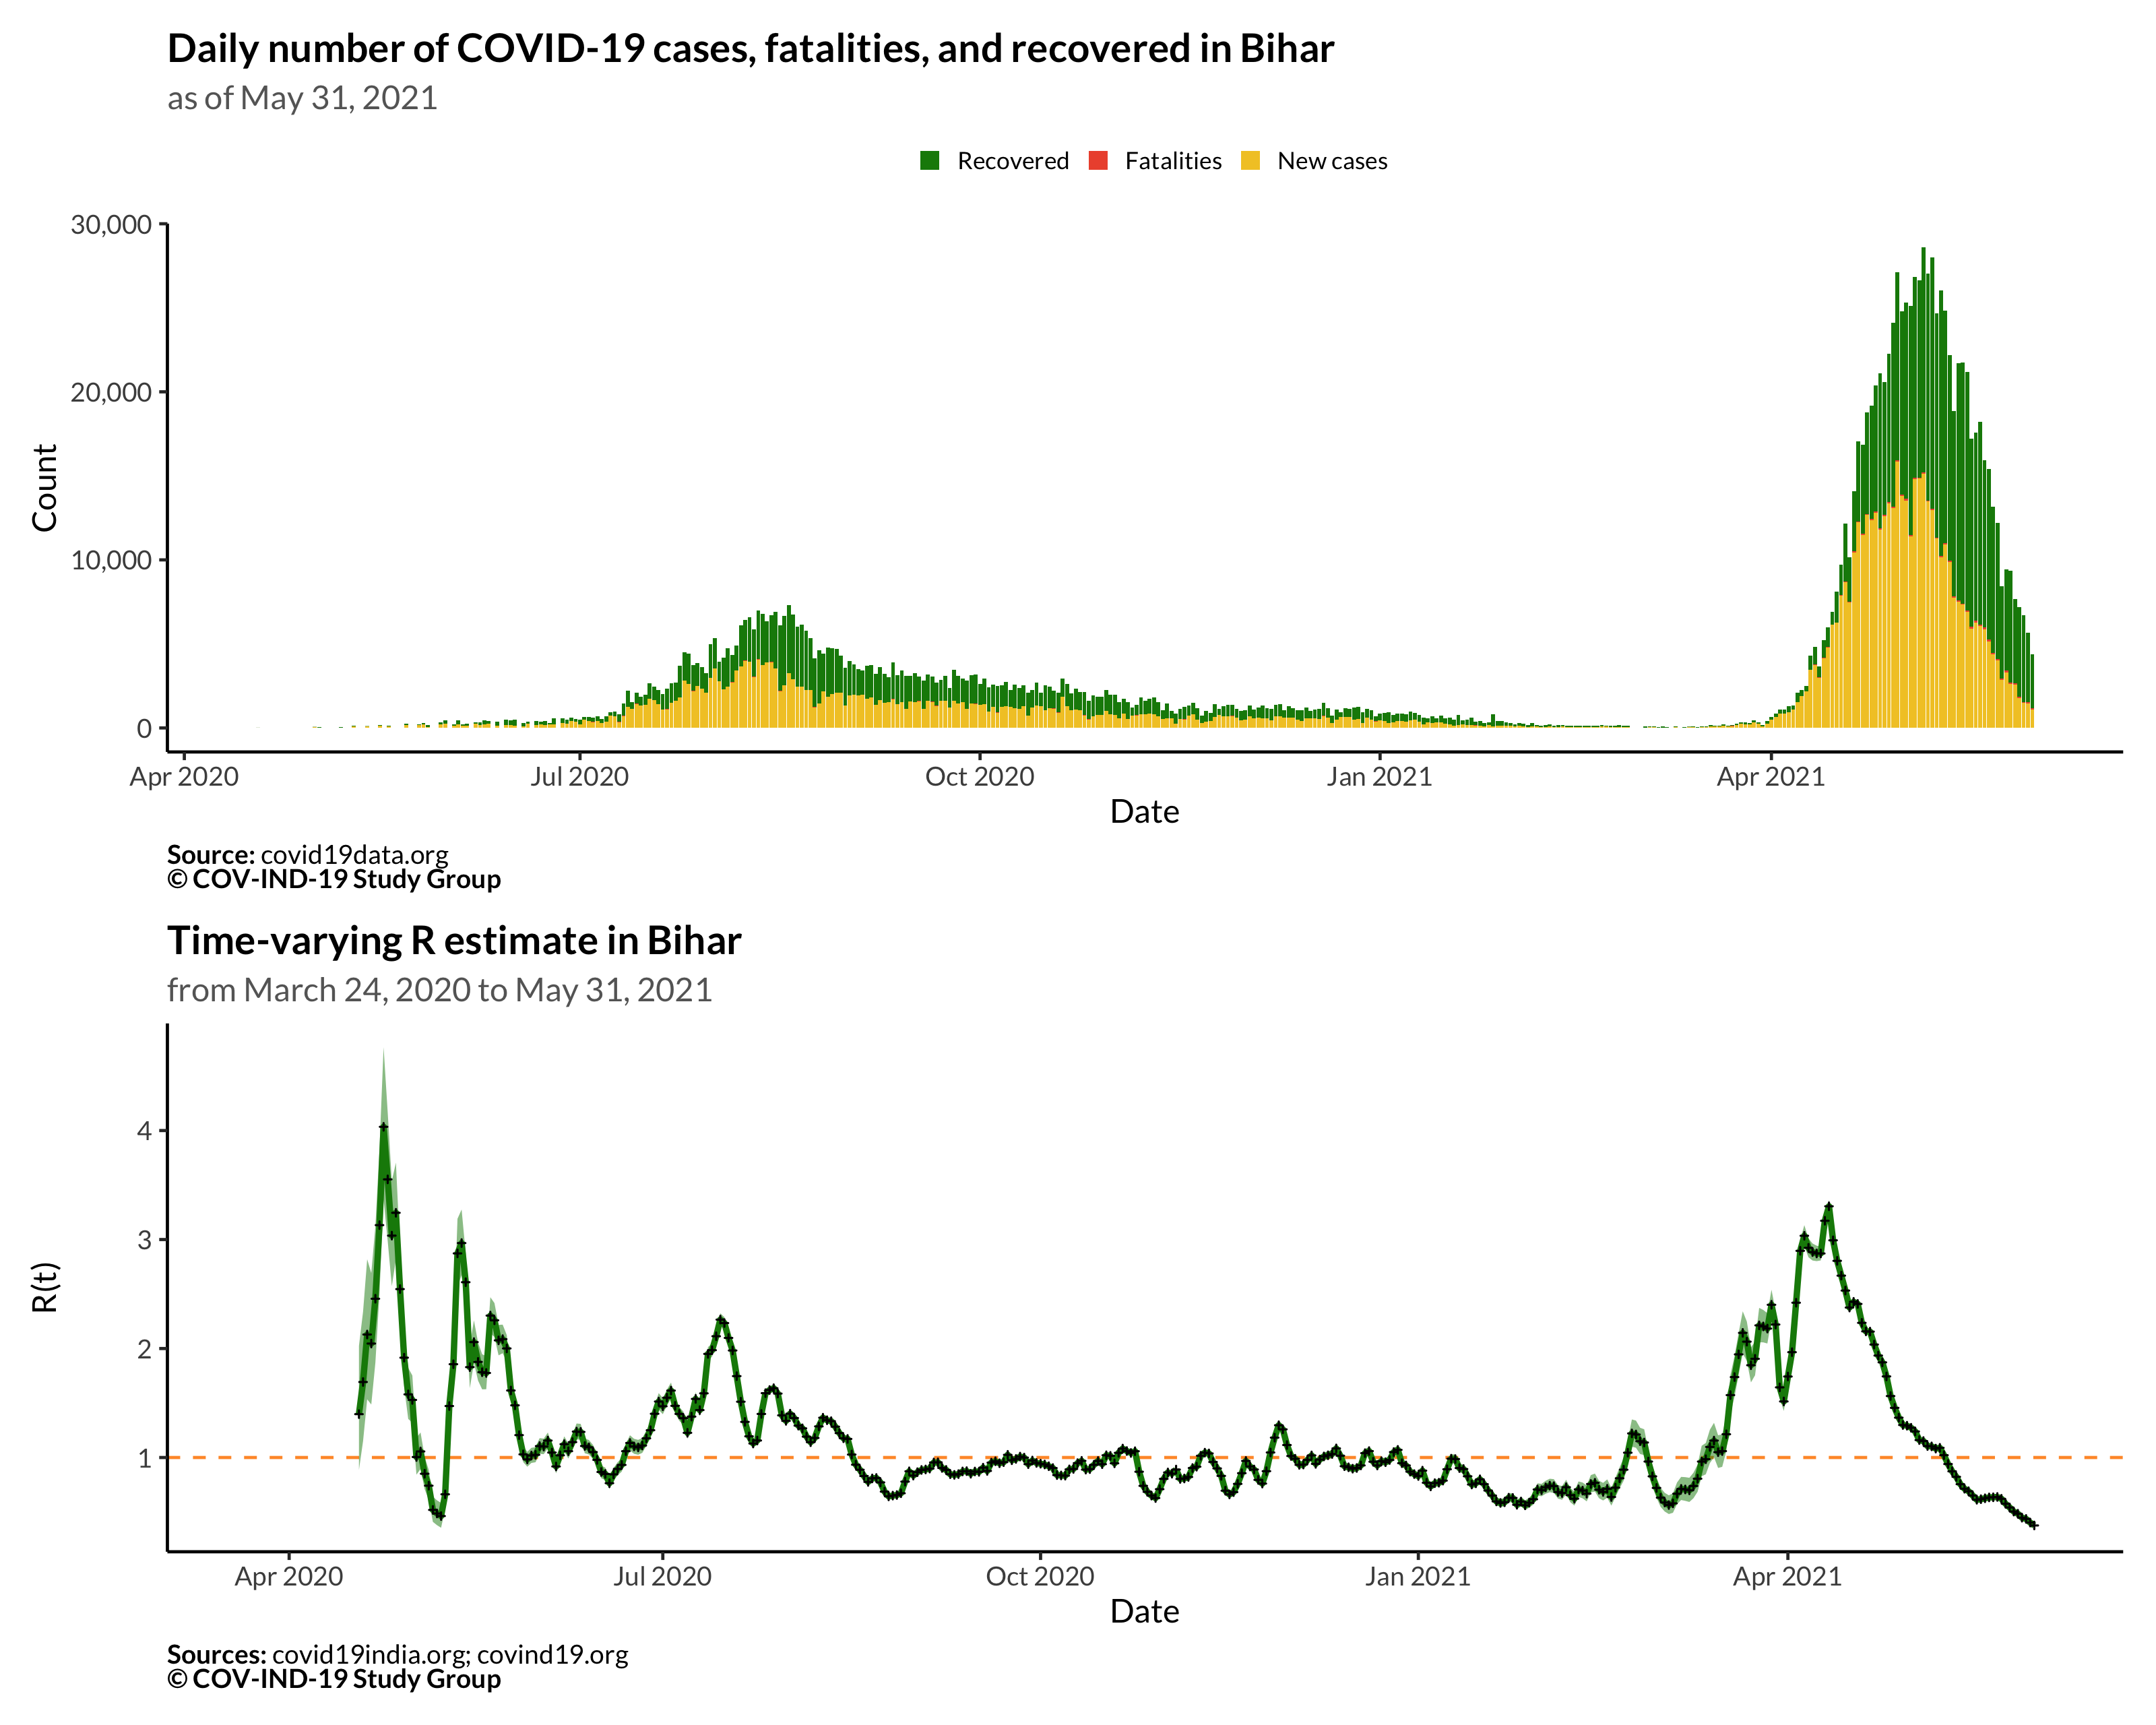 Daily number of COVID-19 cases, fatalities, and recovered in Bihar
as of May 31, 2021
Recovered Fatalities New cases
30,000
20,000
10,000
0
Count
Apr 2020 Jul 2020 Oct 2020 Jan 2021 Apr 2021
Date
Source: covid19data.org
© COV-IND-19 Study Group
Time-varying R estimate in Bihar
from March 24, 2020 to May 31, 2021
4
3
2
1
R(t)
Apr 2020 Jul 2020 Oct 2020 Jan 2021 Apr 2021
Date
Sources: covid19india.org; covind19.org
© COV-IND-19 Study Group